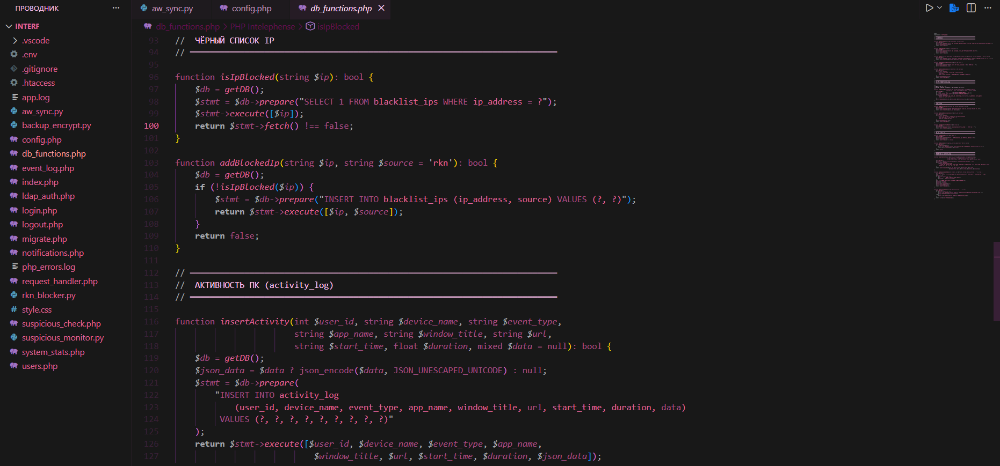 ПРОВОДНИК ···
INTERF
.vscode
.env
.gitignore
.htaccess
app.log
aw_sync.py
backup_encrypt.py
config.php
db_functions.php
event_log.php
index.php
ldap_auth.php
login.php
logout.php
migrate.php
notifications.php
php_errors.log
request_handler.php
rkn_blocker.py
style.css
suspicious_check.php
suspicious_monitor.py
system_stats.php
users.php
aw_sync.py config.php db_functions.php
db_functions.php > PHP Intelephense > isIpBlocked
93 // ЧЁРНЫЙ СПИСОК IP
94 // ══════════════════════════════════════════════════════════════════════════
95
96 function isIpBlocked(string $ip): bool {
97 $db = getDB();
98 $stmt = $db->prepare("SELECT 1 FROM blacklist_ips WHERE ip_address = ?");
99 $stmt->execute([$ip]);
100 return $stmt->fetch() !== false;
101 }
102
103 function addBlockedIp(string $ip, string $source = 'rkn'): bool {
104 $db = getDB();
105 if (!isIpBlocked($ip)) {
106 $stmt = $db->prepare("INSERT INTO blacklist_ips (ip_address, source) VALUES (?, ?)");
107 return $stmt->execute([$ip, $source]);
108 }
109 return false;
110 }
111
112 // ══════════════════════════════════════════════════════════════════════════
113 // АКТИВНОСТЬ ПК (activity_log)
114 // ══════════════════════════════════════════════════════════════════════════
115
116 function insertActivity(int $user_id, string $device_name, string $event_type,
117 string $app_name, string $window_title, string $url,
118 string $start_time, float $duration, mixed $data = null): bool {
119 $db = getDB();
120 $json_data = $data ? json_encode($data, JSON_UNESCAPED_UNICODE) : null;
121 $stmt = $db->prepare(
122 "INSERT INTO activity_log
123 (user_id, device_name, event_type, app_name, window_title, url, start_time, duration, data)
124 VALUES (?, ?, ?, ?, ?, ?, ?, ?, ?)"
125 );
126 return $stmt->execute([$user_id, $device_name, $event_type, $app_name,
127 $window_title, $url, $start_time, $duration, $json_data]);